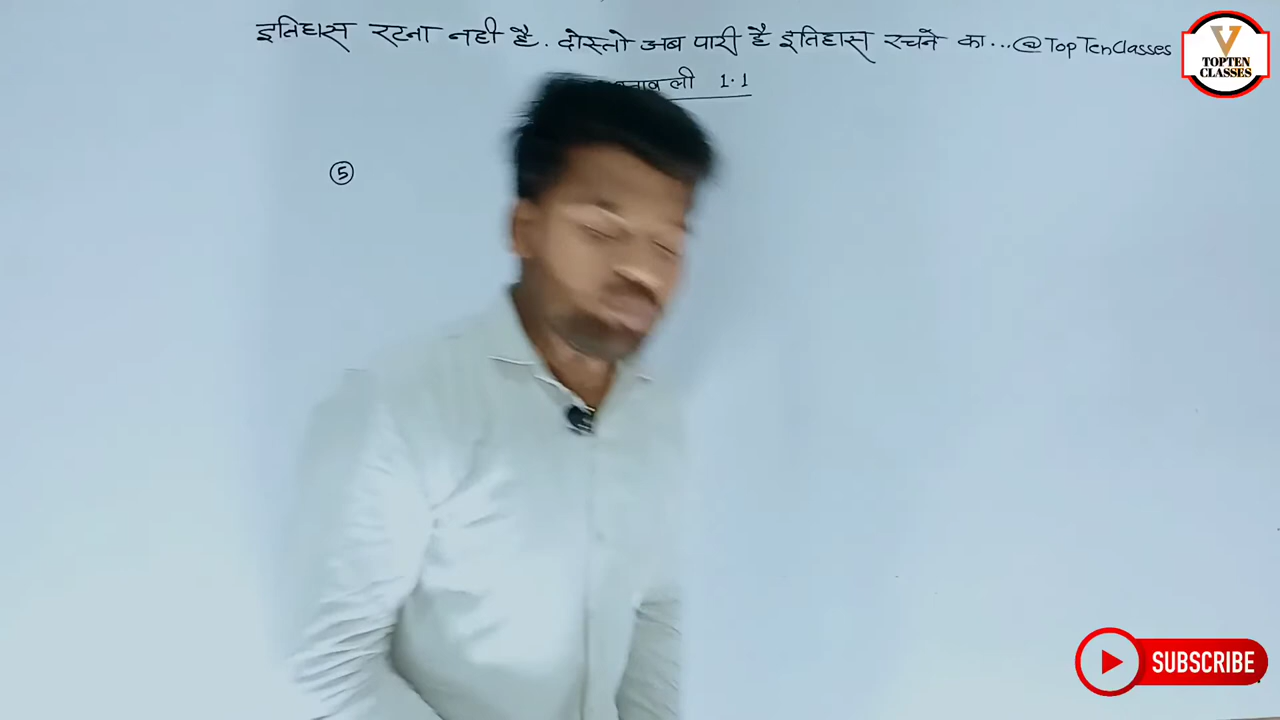 इतिहास रटना नही है. दोस्तो अब पारी है इतिहास रचने का...@TopTenClasses
V
TOPTEN
CLASSES
ली 1.1
5
SUBSCRIBE